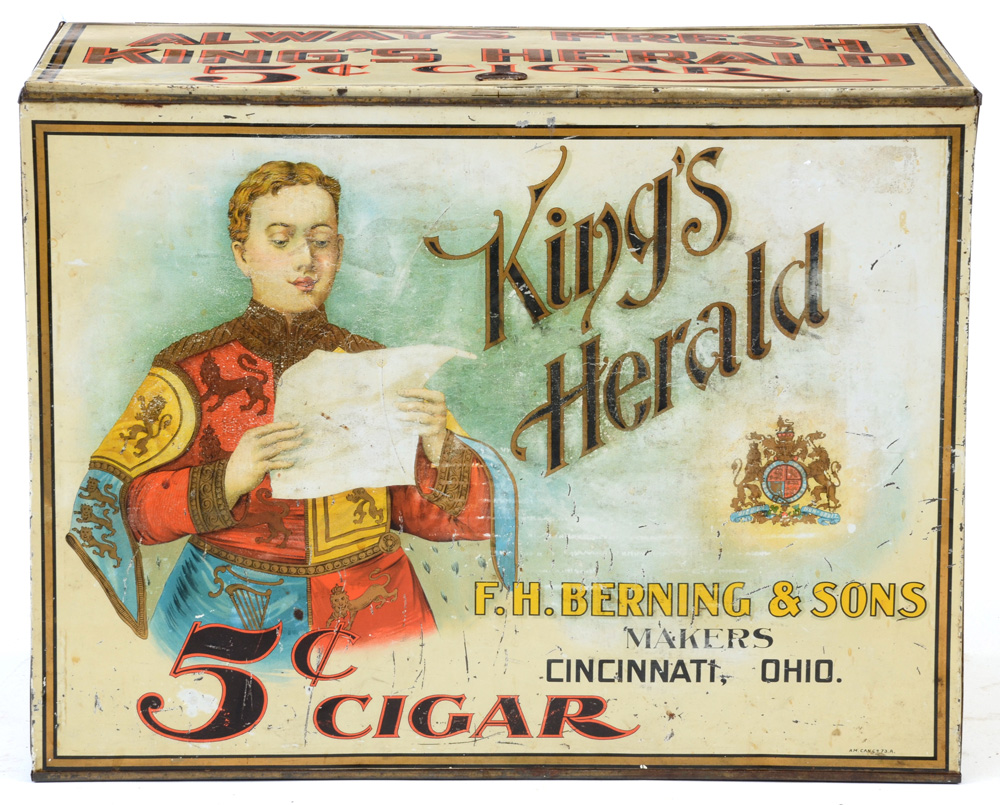 ALWAYS FRESH
KING'S HERALD
5¢ CIGAR
King's
Herald
F. H. BERNING & SONS
MAKERS
CINCINNATI, OHIO.
5¢
CIGAR